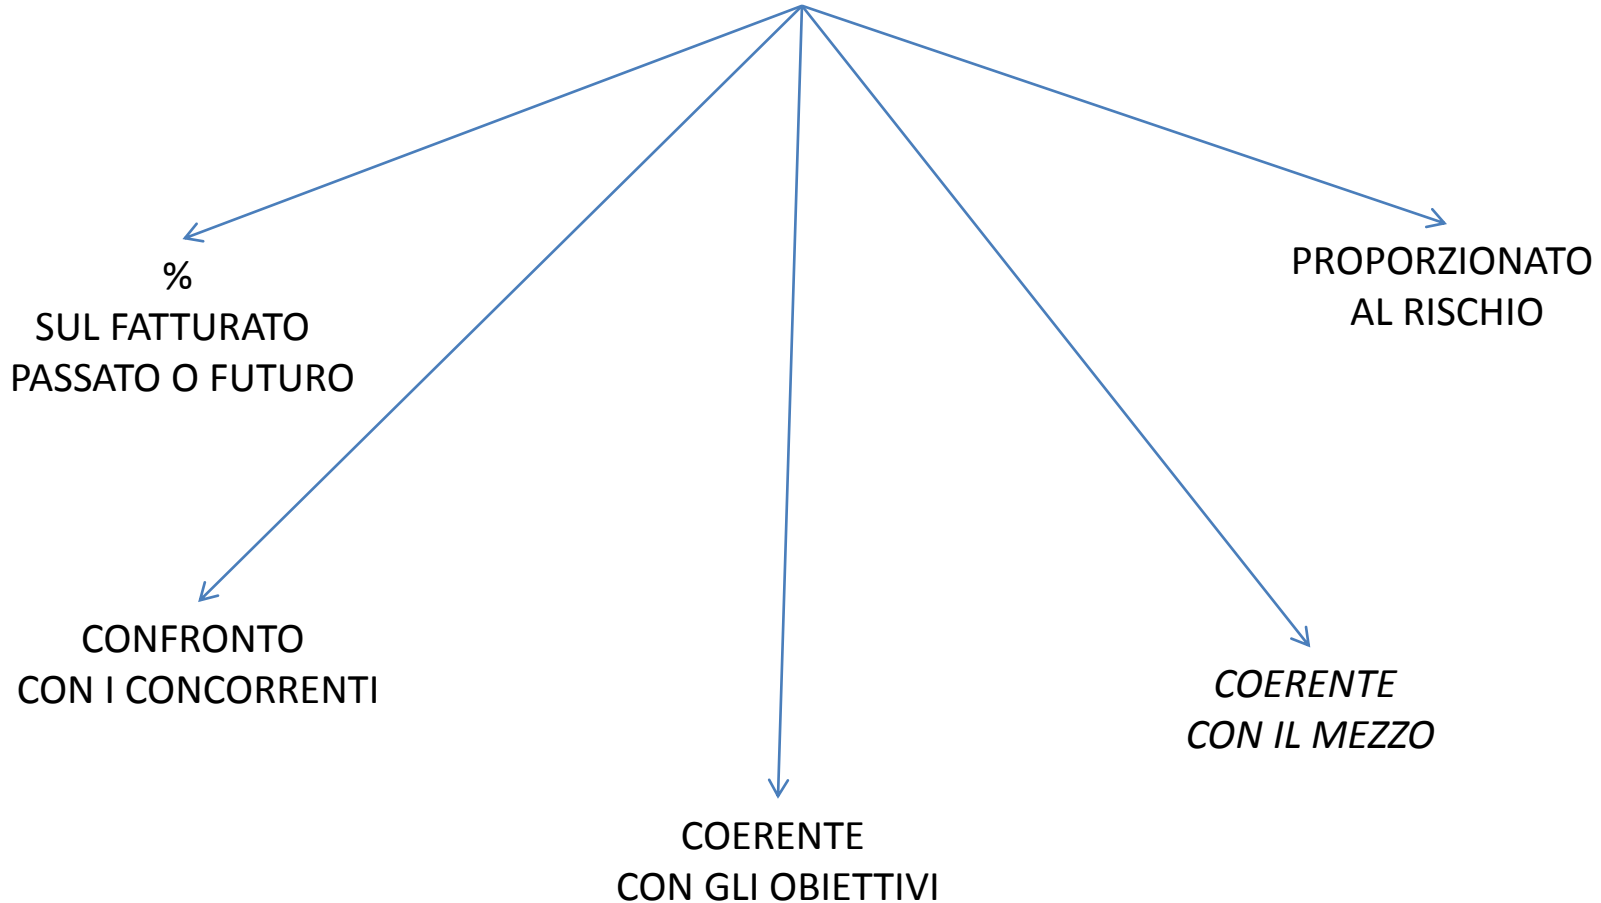 %
SUL FATTURATO
PASSATO O FUTURO
PROPORZIONATO
AL RISCHIO
CONFRONTO
CON I CONCORRENTI
COERENTE
CON IL MEZZO
COERENTE
CON GLI OBIETTIVI